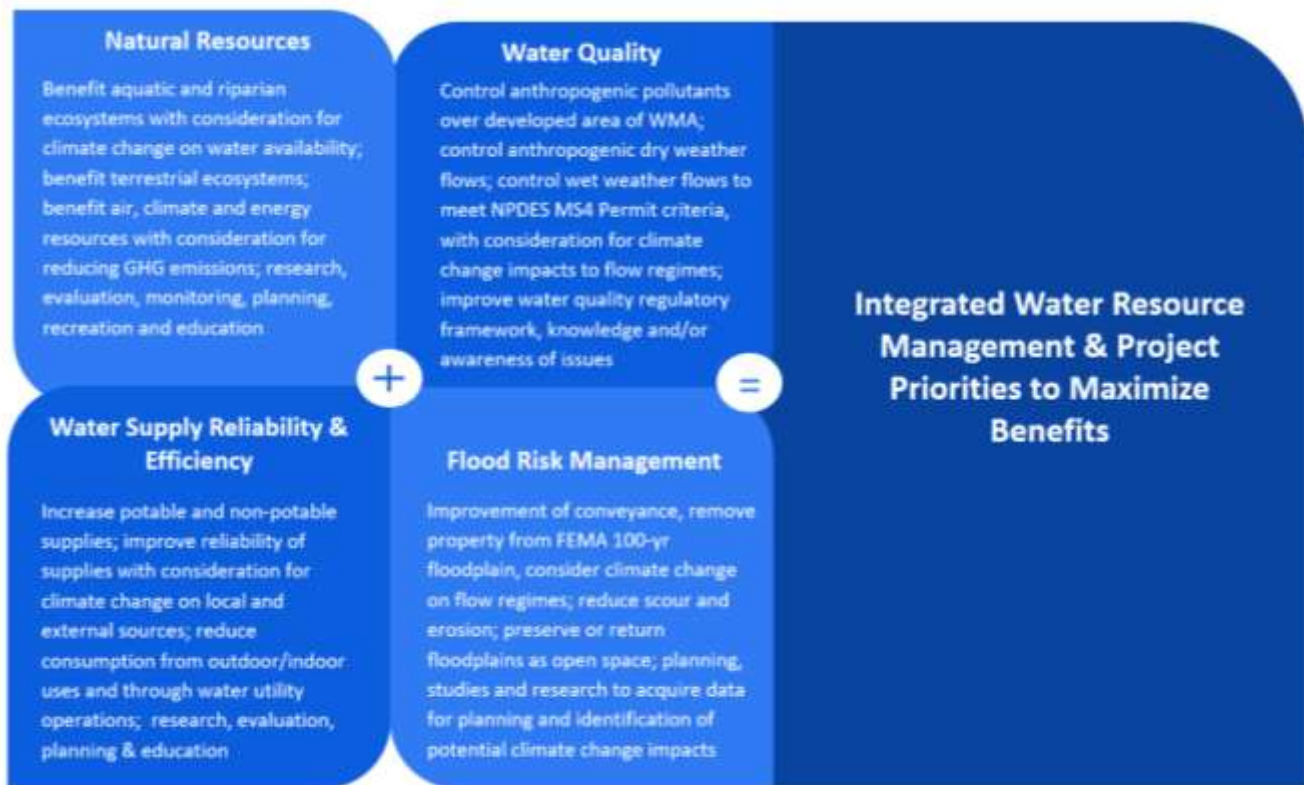 Natural Resources
Benefit aquatic and riparian
ecosystems with consideration for
climate change on water availability;
benefit terrestrial ecosystems;
benefit air, climate and energy
resources with consideration for
reducing GHG emissions; research,
evaluation, monitoring, planning,
recreation and education
Water Quality
Control anthropogenic pollutants
over developed area of WMA;
control anthropogenic dry weather
flows; control wet weather flows to
meet NPDES MS4 Permit criteria,
with consideration for climate
change impacts to flow regimes;
improve water quality regulatory
framework, knowledge and/or
awareness of issues
+
=
Water Supply Reliability &
Efficiency
Increase potable and non-potable
supplies; improve reliability of
supplies with consideration for
climate change on local and
external sources; reduce
consumption from outdoor/indoor
uses and through water utility
operations; research, evaluation,
planning & education
Flood Risk Management
Improvement of conveyance, remove
property from FEMA 100-yr
floodplain, consider climate change
on flow regimes; reduce scour and
erosion; preserve or return
floodplains as open space; planning,
studies and research to acquire data
for planning and identification of
potential climate change impacts
Integrated Water Resource
Management & Project
Priorities to Maximize
Benefits